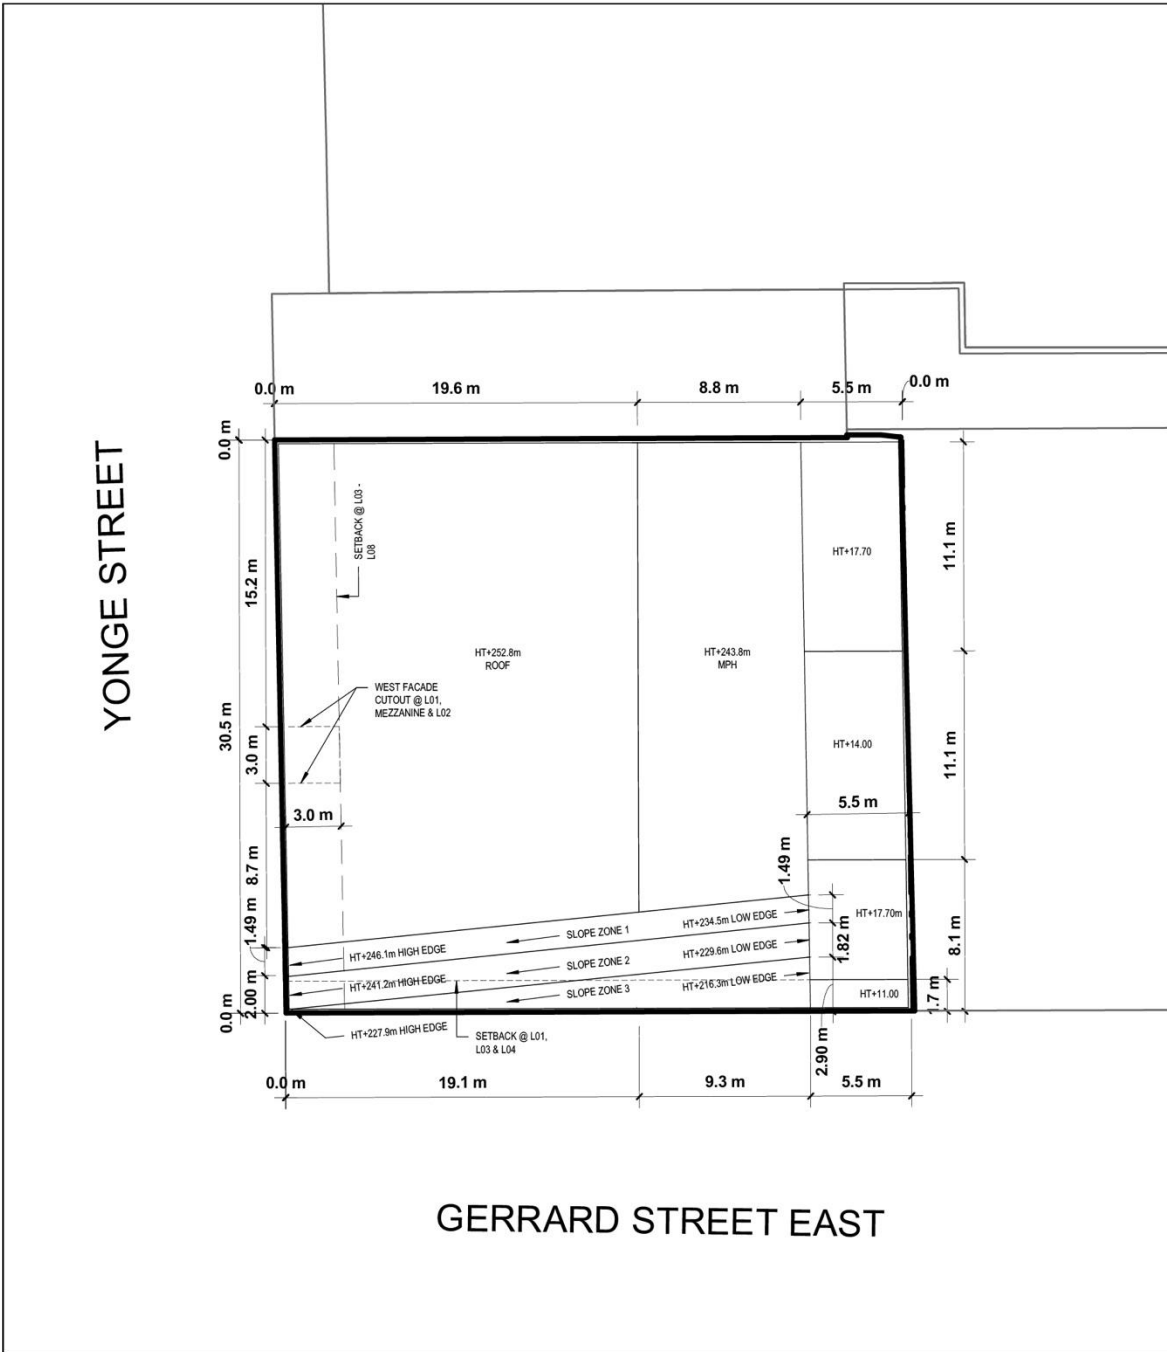 0.0 m
19.6 m
8.8 m
5.5 m
0.0 m
0.0 m
YONGE STREET
SETBACK @ L03 -
L08
15.2 m
11.1 m
HT+17.70
HT+252.8m
ROOF
HT+243.8m
MPH
WEST FACADE
CUTOUT @ L01,
MEZZANINE & L02
30.5 m
3.0 m
HT+14.00
11.1 m
3.0 m
5.5 m
8.7 m
1.49 m
HT+17.70m
1.49 m
HT+246.1m HIGH EDGE
SLOPE ZONE 1
HT+234.5m LOW EDGE
1.82 m
8.1 m
HT+241.2m HIGH EDGE
SLOPE ZONE 2
HT+229.6m LOW EDGE
2.00 m
SLOPE ZONE 3
HT+216.3m LOW EDGE
HT+11.00
1.7 m
0.0 m
HT+227.9m HIGH EDGE
SETBACK @ L01,
L03 & L04
2.90 m
0.0 m
19.1 m
9.3 m
5.5 m
GERRARD STREET EAST